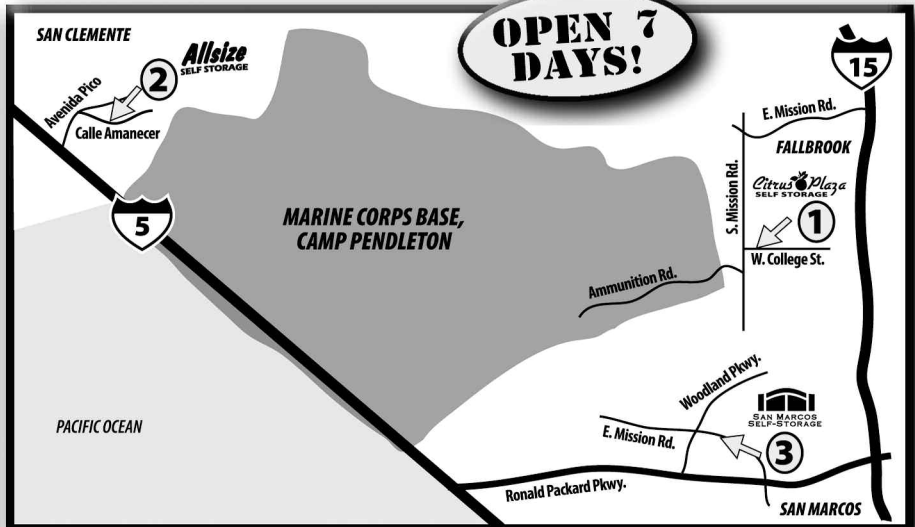 OPEN 7
DAYS!
SAN CLEMENTE
Allsize
SELF STORAGE
2
Avenida Pico
Calle Amanecer
5
MARINE CORPS BASE,
CAMP PENDLETON
PACIFIC OCEAN
15
E. Mission Rd.
FALLBROOK
S. Mission Rd.
Citrus Plaza
SELF STORAGE
1
W. College St.
Ammunition Rd.
Woodland Pkwy.
SAN MARCOS
SELF-STORAGE
E. Mission Rd.
3
Ronald Packard Pkwy.
SAN MARCOS